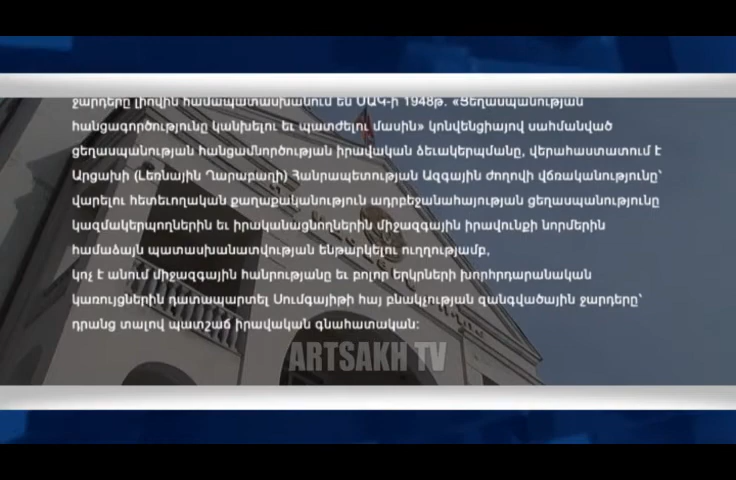 ջարդերը լիովին համապատասխանում են ՄԱԿ-ի 1948թ. «Ցեղասպանության
հանցագործությունը կանխելու եւ պատժելու մասին» կոնվենցիայով սահմանված
ցեղասպանության հանցամնործության իրավական ձեւակերպմանը, վերահաստատում է
Արցախի (Լեռնային Ղարաբաղի) Հանրապետության Ազգային ժողովի վճռականությունը՝
վարելու հետեւողական քաղաքականություն ադրբեջանահայության ցեղասպանությունը
կազմակերպողներին եւ իրականացնողներին միջազգային իրավունքի նորմերին
համաձայն պատասխանատվության ենթարկելու ուղղությամբ,
կոչ է անում միջազգային հանրությանը եւ բոլոր երկրների խորհրդարանական
կառույցներին դատապարտել Սումգայիթի հայ բնակչության զանգվածային ջարդերը՝
դրանց տալով պատշաճ իրավական գնահատական:
ARTSAKH TV